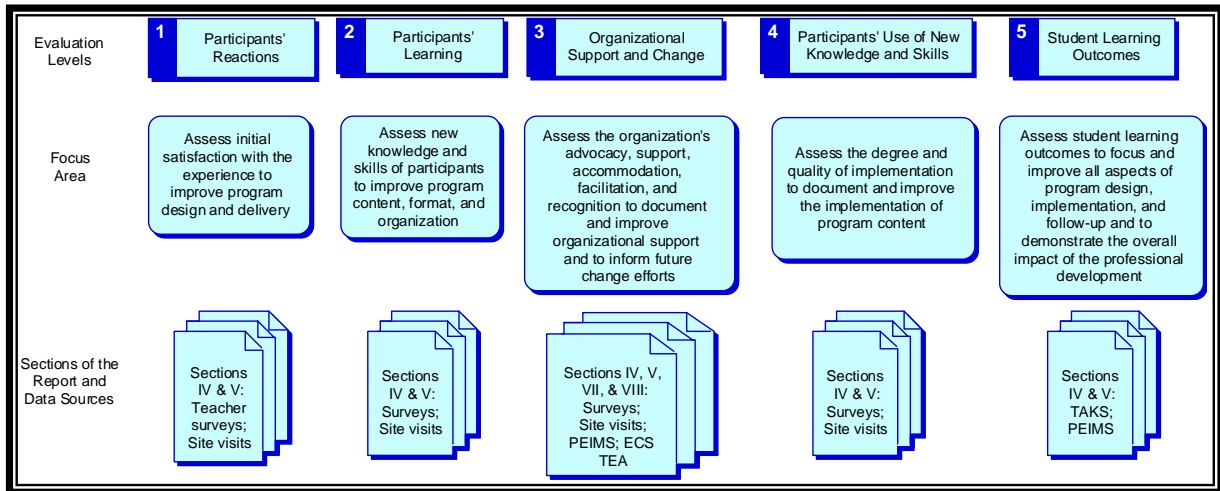 Evaluation
Levels
1
Participants'
Reactions
2
Participants'
Learning
3
Organizational
Support and Change
4
Participants' Use of New
Knowledge and Skills
5
Student Learning
Outcomes
Focus
Area
Assess initial
satisfaction with the
experience to
improve program
design and delivery
Assess new
knowledge and
skills of participants
to improve program
content, format, and
organization
Assess the organization's
advocacy, support,
accommodation,
facilitation, and
recognition to document
and improve
organizational support
and to inform future
change efforts
Assess the degree and
quality of implementation
to document and improve
the implementation of
program content
Assess student learning
outcomes to focus and
improve all aspects of
program design,
implementation, and
follow-up and to
demonstrate the overall
impact of the professional
development
Sections of the
Report and
Data Sources
Sections
IV & V:
Teacher
surveys;
Site visits
Sections
IV & V:
Surveys;
Site visits
Sections IV, V,
VII, & VIII:
Surveys;
Site visits;
PEIMS; ECS
TEA
Sections
IV & V:
Surveys;
Site visits
Sections
IV & V:
TAKS;
PEIMS